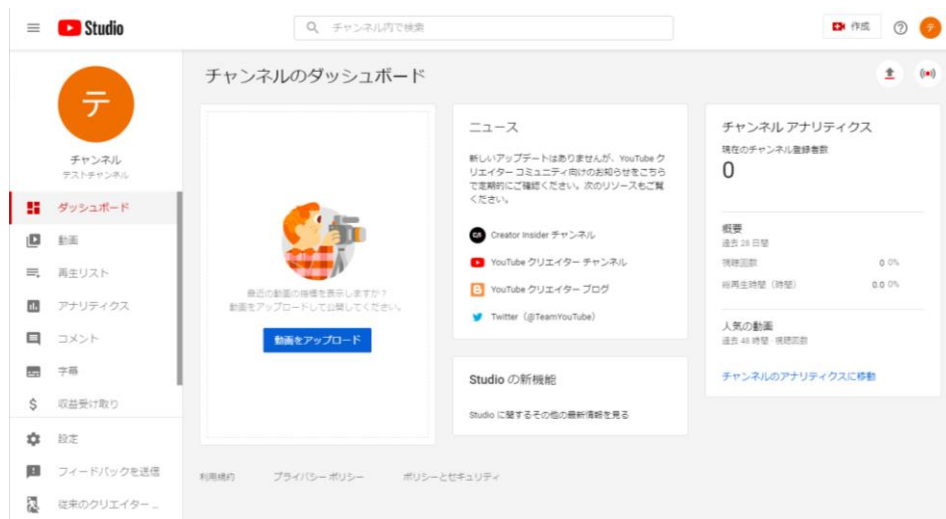 Studio
チャンネル内で検索
作成
テ
テ
チャンネル
テストチャンネル
ダッシュボード
動画
再生リスト
アナリティクス
コメント
字幕
収益受け取り
設定
フィードバックを送信
従来のクリエイター ...
チャンネルのダッシュボード
最近の動画の指標を表示しますか?
動画をアップロードして公開してください。
動画をアップロード
ニュース
新しいアップデートはありませんが、YouTube ク
リエイター コミュニティ向けのお知らせをこちら
で定期的にご確認ください。次のリソースもご覧
ください。
Creator Insider チャンネル
YouTube クリエイター チャンネル
YouTube クリエイター ブログ
Twitter（@TeamYouTube）
Studio の新機能
Studio に関するその他の最新情報を見る
チャンネル アナリティクス
現在のチャンネル登録者数
0
概要
過去 28 日間
視聴回数 0 0%
総再生時間（時間） 0.0 0%
人気の動画
過去 48 時間・視聴回数
チャンネルのアナリティクスに移動
利用規約 プライバシー ポリシー ポリシーとセキュリティ